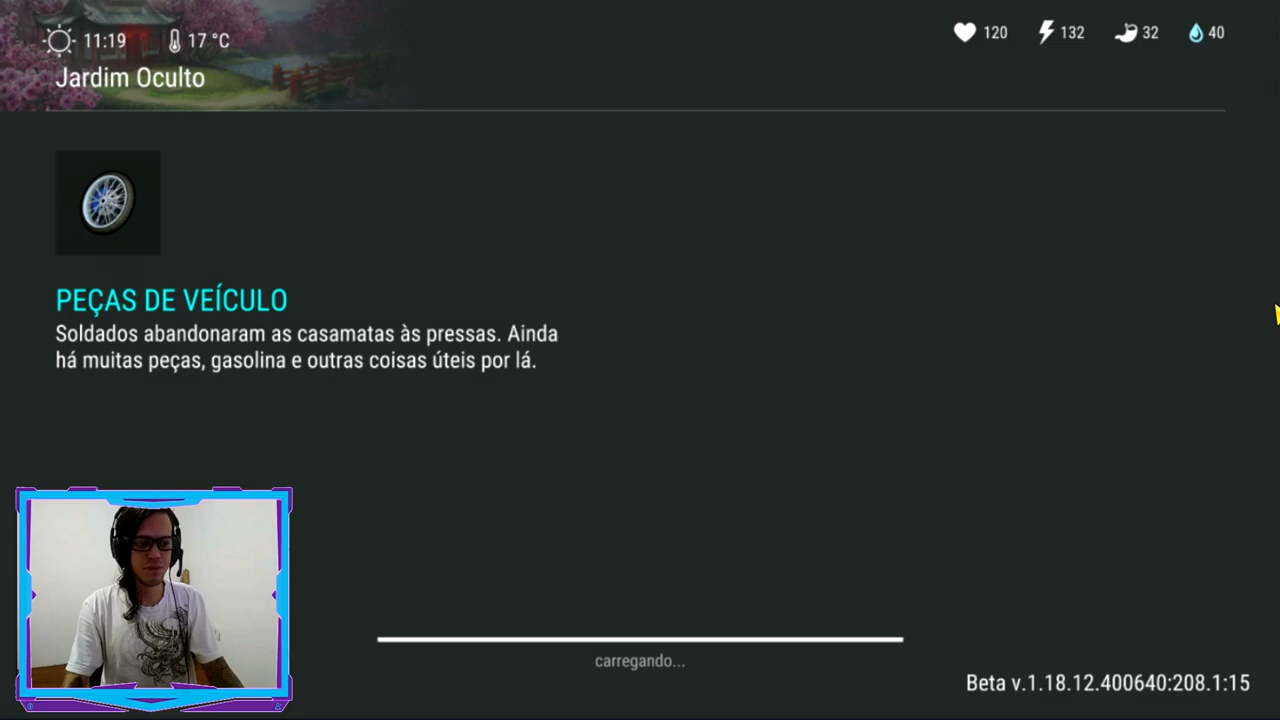 11:19 17 °C
120 132 32 40
Jardim Oculto
PEÇAS DE VEÍCULO
Soldados abandonaram as casamatas às pressas. Ainda
há muitas peças, gasolina e outras coisas úteis por lá.
carregando...
Beta v.1.18.12.400640:208.1:15